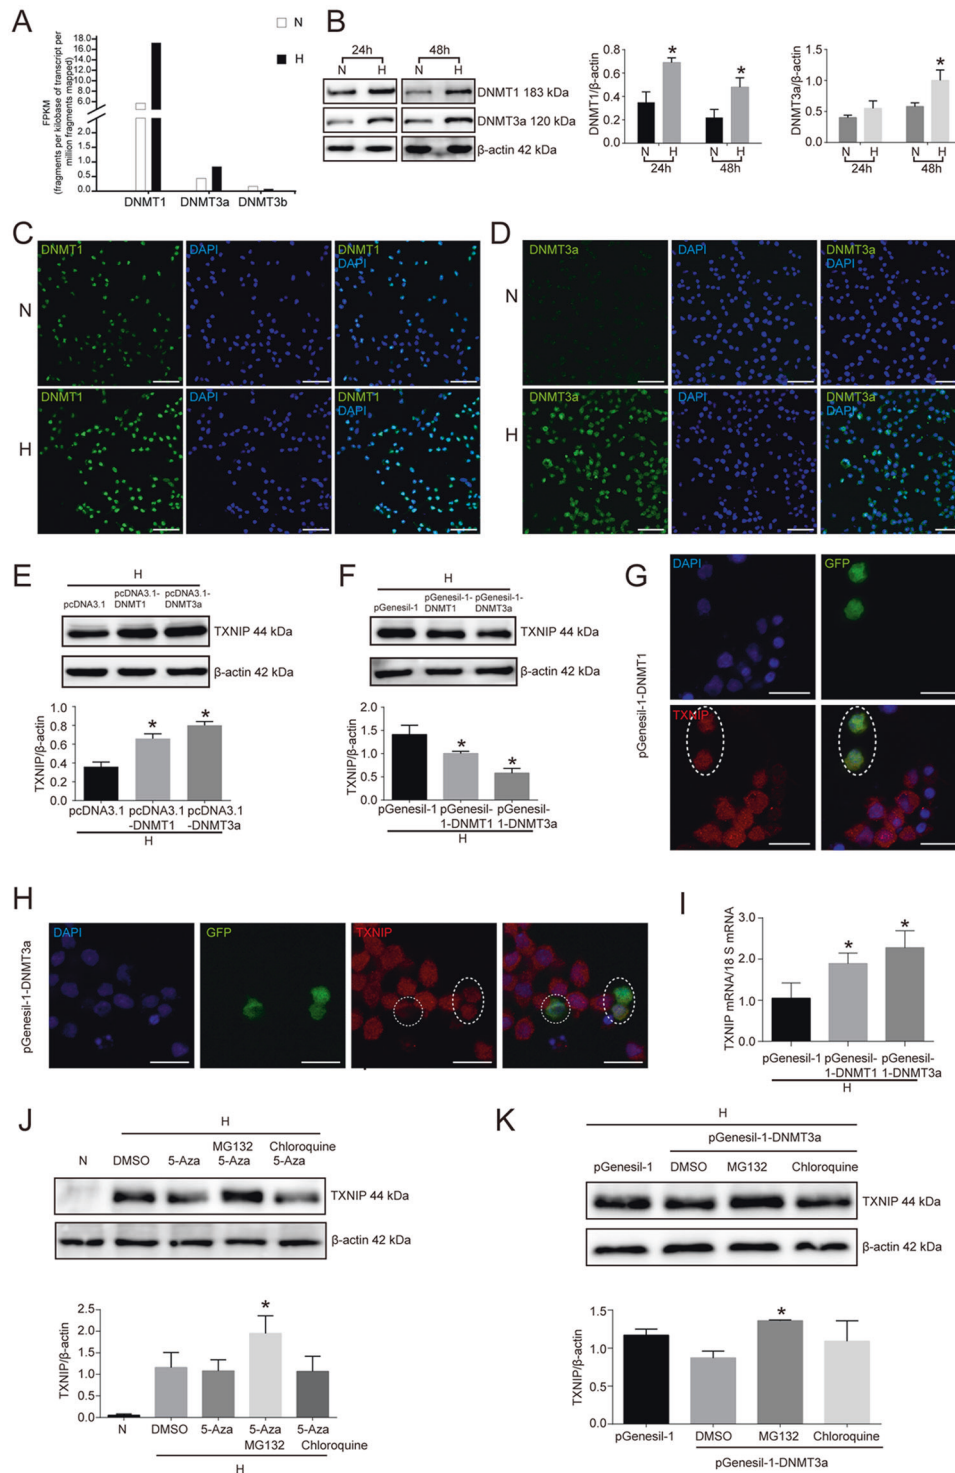 A
FPKM
(fragments per kilobase of transcript per
million fragments mapped)
18.0
16.0
14.0
12.0
10.0
8.0
6.0
2.0
1.5
1.0
0.5
0.0
DNMT1 DNMT3a DNMT3b
N
H
B
24h 48h
N H N H
DNMT1 183 kDa
DNMT3a 120 kDa
β-actin 42 kDa
DNMT1/β-actin
0.8
0.6
0.4
0.2
0.0
* *
N H N H
24h 48h
DNMT3a/β-actin
1.5
1.0
0.5
0.0
*
N H N H
24h 48h
C
N
DNMT1 DAPI DNMT1
DAPI
H
DNMT1 DAPI DNMT1
DAPI
D
N
DNMT3a DAPI DNMT3a
DAPI
H
DNMT3a DAPI DNMT3a
DAPI
E
H
pcDNA3.1 pcDNA3.1-
DNMT1 pcDNA3.1-
DNMT3a
TXNIP 44 kDa
β-actin 42 kDa
TXNIP/β-actin
1.0
0.8
0.6
0.4
0.2
0.0
* *
pcDNA3.1 pcDNA3.1
-DNMT1 pcDNA3.1
-DNMT3a
H
F
H
pGenesil-1 pGenesil-1-
DNMT1 pGenesil-1-
DNMT3a
TXNIP 44 kDa
β-actin 42 kDa
TXNIP/β-actin
2.0
1.5
1.0
0.5
0.0
* *
pGenesil-1 pGenesil-
1-DNMT1 pGenesil-
1-DNMT3a
H
G
pGenesil-1-DNMT1
DAPI GFP
TXNIP
H
pGenesil-1-DNMT3a
DAPI GFP TXNIP
I
TXNIP mRNA/18 S mRNA
3.0
2.0
1.0
0.0
* *
pGenesil-1 pGenesil-
1-DNMT1 pGenesil-
1-DNMT3a
H
J
H
N DMSO 5-Aza MG132
5-Aza Chloroquine
5-Aza
TXNIP 44 kDa
β-actin 42 kDa
TXNIP/β-actin
2.5
2.0
1.5
1.0
0.5
0.0
*
N DMSO 5-Aza 5-Aza 5-Aza
MG132 Chloroquine
H
K
H
pGenesil-1-DNMT3a
pGenesil-1 DMSO MG132 Chloroquine
TXNIP 44 kDa
β-actin 42 kDa
TXNIP/β-actin
1.5
1.0
0.5
0.0
*
pGenesil-1 DMSO MG132 Chloroquine
pGenesil-1-DNMT3a